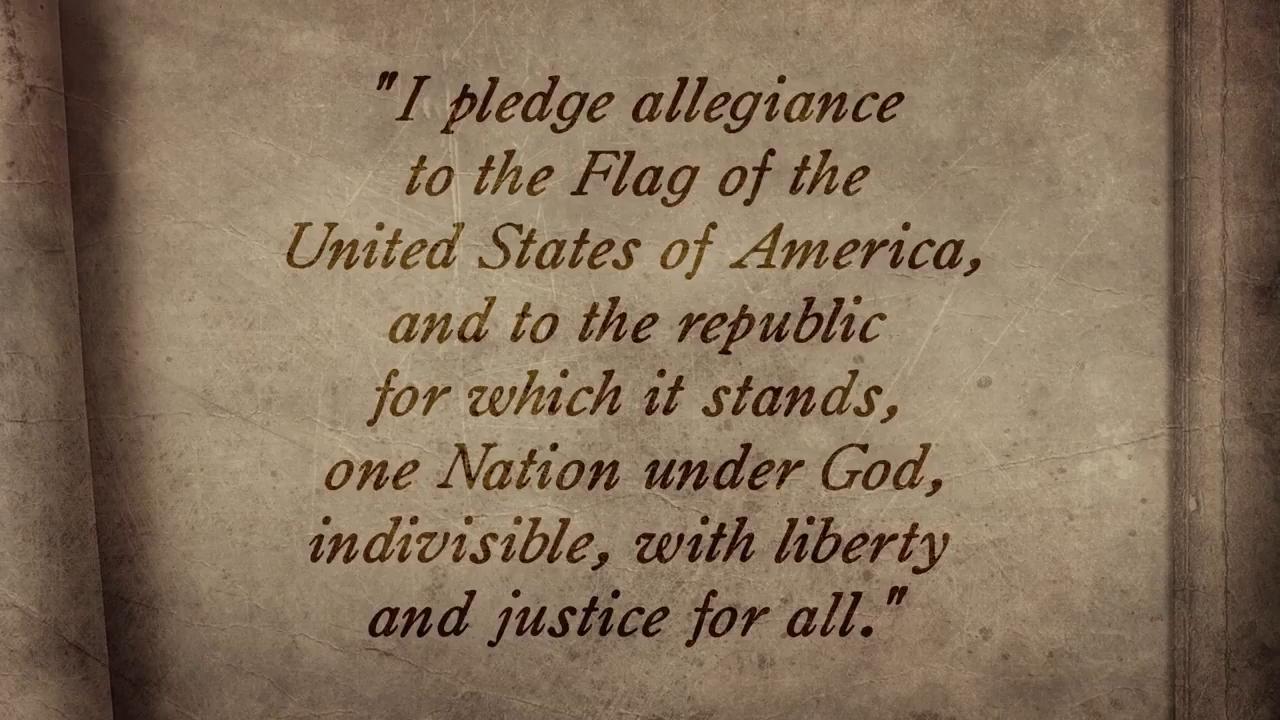 "I pledge allegiance
to the Flag of the
United States of America,
and to the republic
for which it stands,
one Nation under God,
indivisible, with liberty
and justice for all."